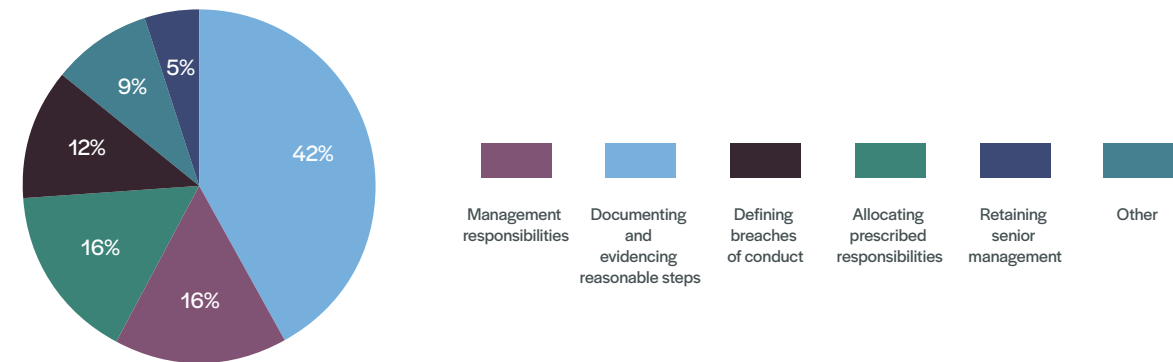 5%
9%
42%
12%
16%
16%
Management
responsibilities
Documenting
and
evidencing
reasonable steps
Defining
breaches
of conduct
Allocating
prescribed
responsibilities
Retaining
senior
management
Other